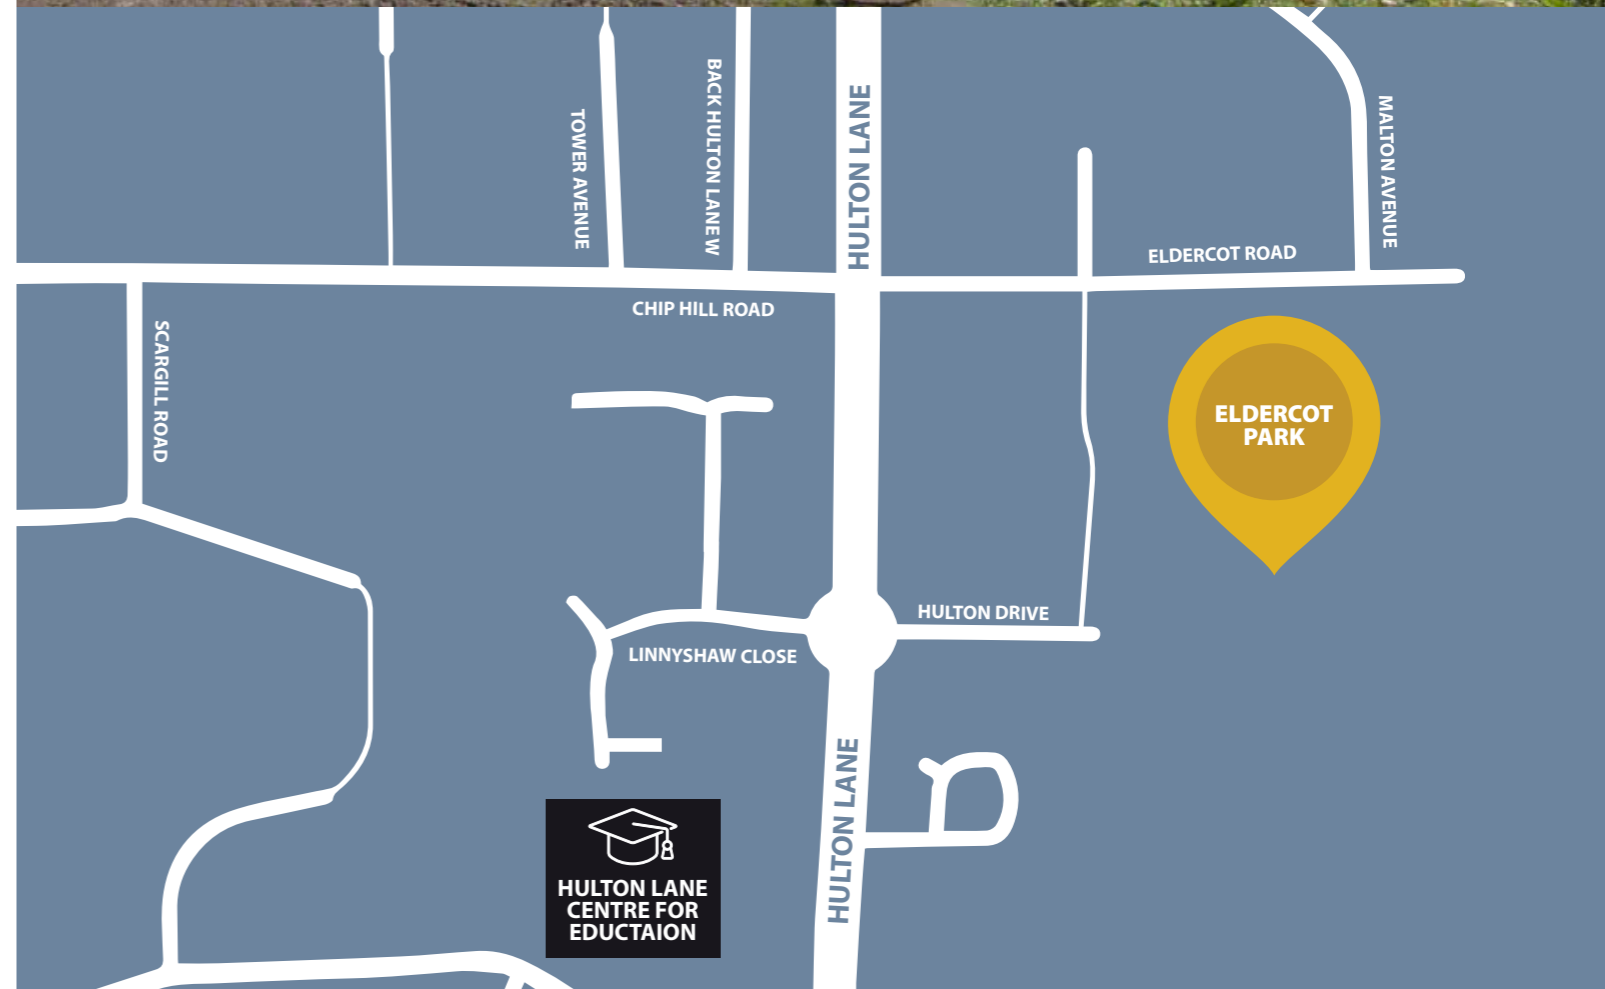 TOWER AVENUE
BACK HULTON LANE W
HULTON LANE
MALTON AVENUE
ELDERCOT ROAD
CHIP HILL ROAD
SCARGILL ROAD
ELDERCOT
PARK
HULTON DRIVE
LINNYSHAW CLOSE
HULTON LANE
HULTON LANE
CENTRE FOR
EDUCTAION